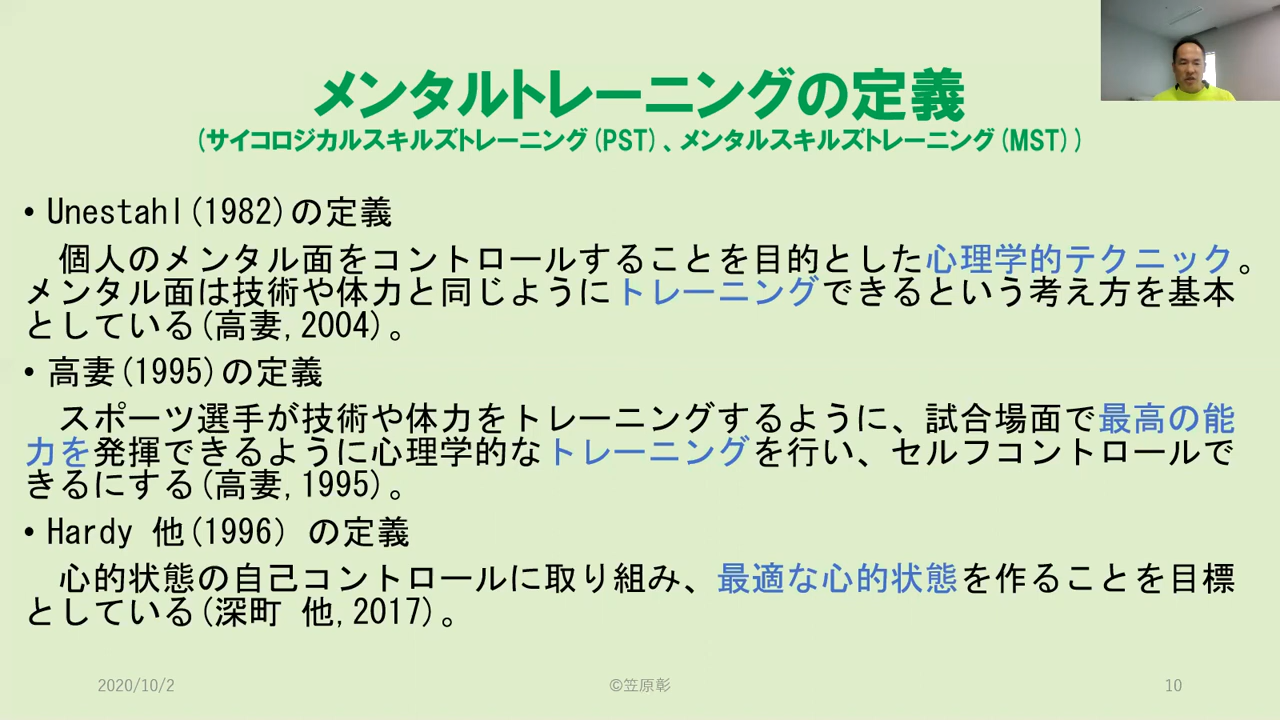 メンタルトレーニングの定義
(サイコロジカルスキルズトレーニング(PST)、メンタルスキルズトレーニング(MST))
• Unestahl(1982)の定義
個人のメンタル面をコントロールすることを目的とした心理学的テクニック。
メンタル面は技術や体力と同じようにトレーニングできるという考え方を基本
としている(高妻,2004)。
• 高妻(1995)の定義
スポーツ選手が技術や体力をトレーニングするように、試合場面で最高の能
力を発揮できるように心理学的なトレーニングを行い、セルフコントロールで
きるにする(高妻,1995)。
• Hardy 他(1996) の定義
心的状態の自己コントロールに取り組み、最適な心的状態を作ることを目標
としている(深町 他,2017)。
2020/10/2
©笠原彰
10